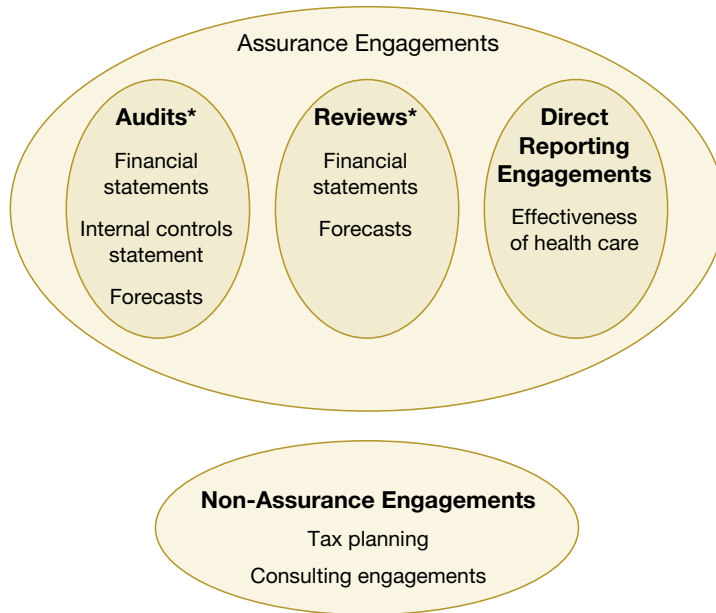 Assurance Engagements
Audits*
Financial
statements
Internal controls
statement
Forecasts
Reviews*
Financial
statements
Forecasts
Direct
Reporting
Engagements
Effectiveness
of health care
Non-Assurance Engagements
Tax planning
Consulting engagements